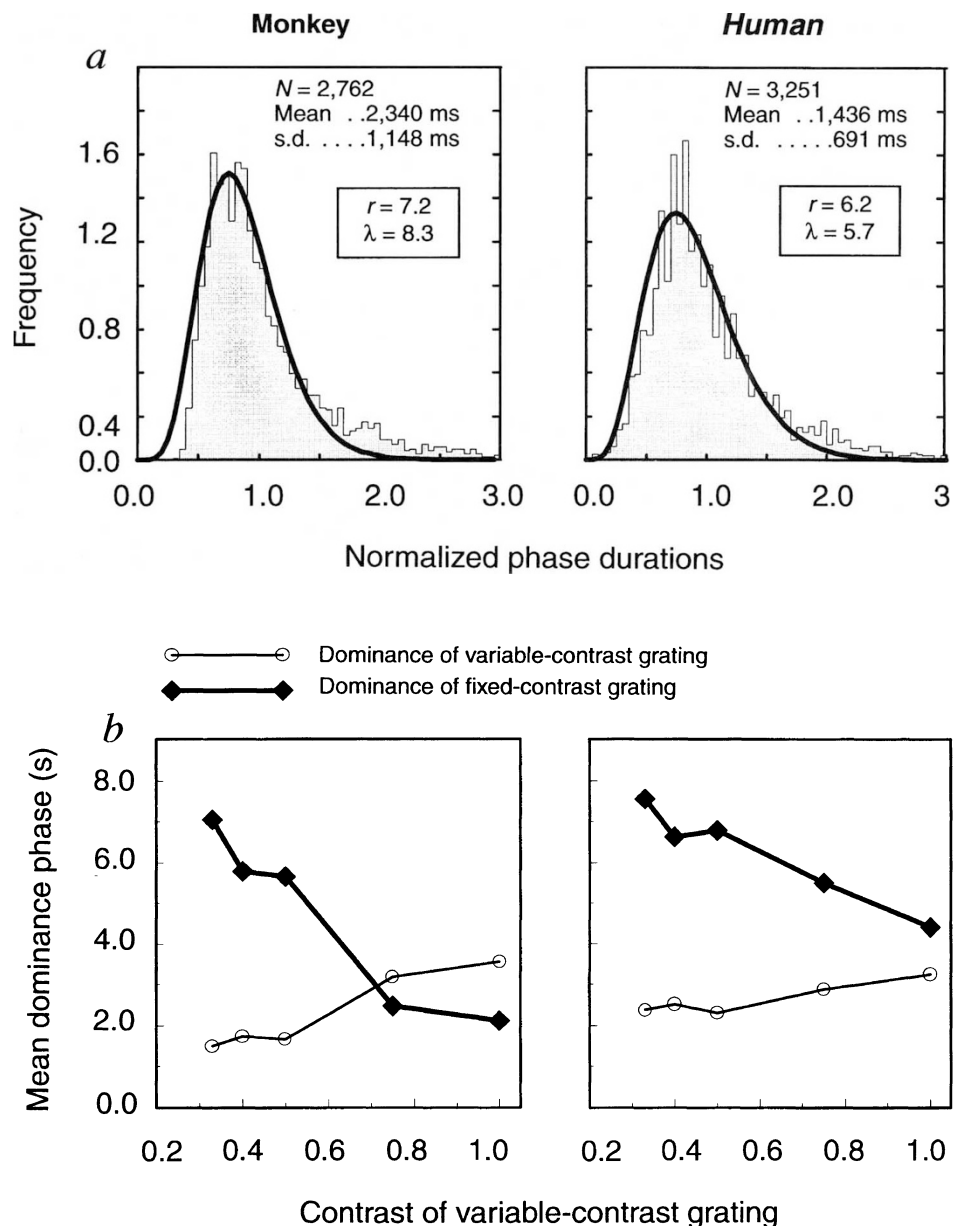 Monkey
Human
a
N = 2,762
Mean . .2,340 ms
s.d. . . . . .1,148 ms
r = 7.2
λ = 8.3
N = 3,251
Mean . . .1,436 ms
s.d. . . . . . .691 ms
r = 6.2
λ = 5.7
Frequency
1.6
1.2
0.8
0.4
0.0
0.0 1.0 2.0 3.0
0.0 1.0 2.0 3
Normalized phase durations
Dominance of variable-contrast grating
Dominance of fixed-contrast grating
b
Mean dominance phase (s)
8.0
6.0
4.0
2.0
0.0
0.2 0.4 0.6 0.8 1.0
0.2 0.4 0.6 0.8 1.0
Contrast of variable-contrast grating